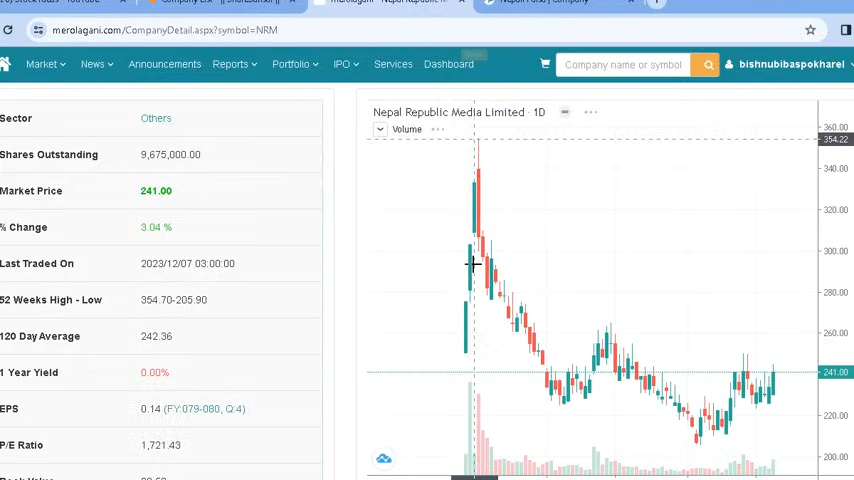 merolagani.com/CompanyDetail.aspx?symbol=NRM
Market News Announcements Reports Portfolio IPO Services Dashboard
Company name or symbol
bishnubibaspokharel
Sector Others
Shares Outstanding 9,675,000.00
Market Price 241.00
% Change 3.04 %
Last Traded On 2023/12/07 03:00:00
52 Weeks High - Low 354.70-205.90
120 Day Average 242.36
1 Year Yield 0.00%
EPS 0.14 (FY:079-080, Q:4)
P/E Ratio 1,721.43
Nepal Republic Media Limited · 1D
Volume
360.00
354.22
340.00
320.00
300.00
280.00
260.00
241.00
220.00
200.00